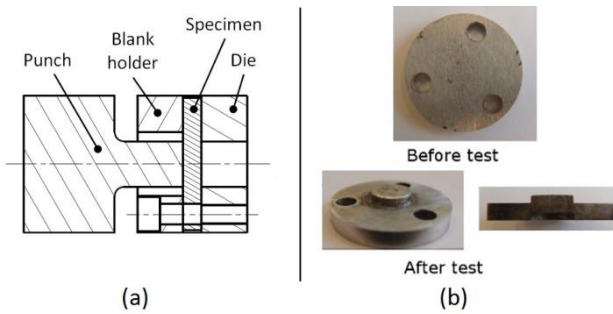 Specimen
Blank
holder
Punch
Die
Before test
After test
(a)
(b)